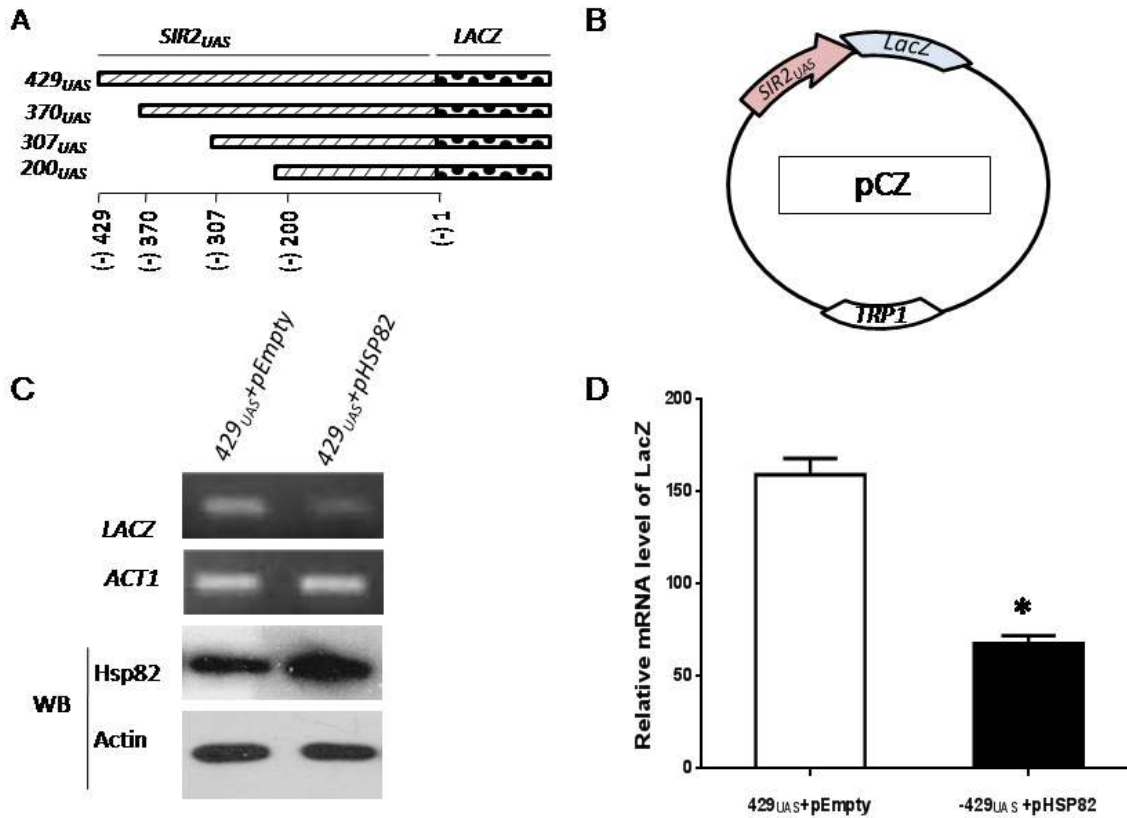 A
SIR2UAS LACZ
429UAS
370UAS
307UAS
200UAS
(-) 429
(-) 370
(-) 307
(-) 200
(-) 1
B
SIR2UAS
LacZ
pCZ
TRP1
C
429UAS+pEmpty
429UAS+pHSP82
LACZ
ACT1
WB
Hsp82
Actin
D
Relative mRNA level of LacZ
200
150
100
50
0
*
429UAS+pEmpty
-429UAS +pHSP82